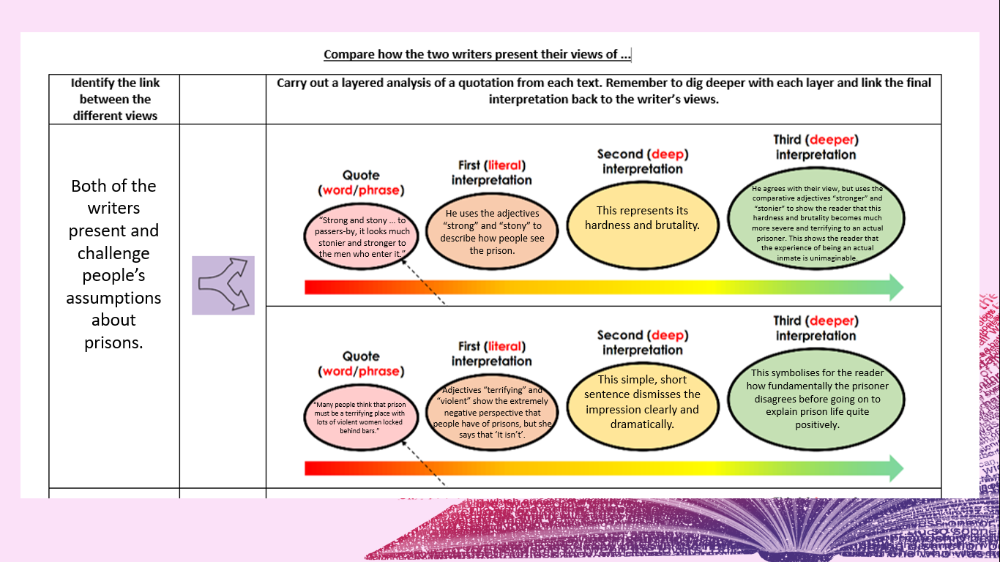 Compare how the two writers present their views of ...
Identify the link
between the
different views
Carry out a layered analysis of a quotation from each text. Remember to dig deeper with each layer and link the final
interpretation back to the writer's views.
Both of the
writers
present and
challenge
people's
assumptions
about
prisons.
Quote
(word/phrase)
"Strong and stony ... to
passers-by, it looks much
stonier and stronger to
the men who enter it."
First (literal)
interpretation
He uses the adjectives
"strong" and "stony" to
describe how people see
the prison.
Second (deep)
interpretation
This represents its
hardness and brutality.
Third (deeper)
interpretation
He agrees with their view, but uses the
comparative adjectives "stronger" and
"stonier" to show the reader that this
hardness and brutality becomes much
more severe and terrifying to an actual
prisoner. This shows the reader that
the experience of being an actual
inmate is unimaginable.
Quote
(word/phrase)
"Many people think that prison
must be a terrifying place with
lots of violent women locked
behind bars."
First (literal)
interpretation
Adjectives "terrifying" and
"violent" show the extremely
negative perspective that
people have of prisons, but she
says that 'It isn't'.
Second (deep)
interpretation
This simple, short
sentence dismisses the
impression clearly and
dramatically.
Third (deeper)
interpretation
This symbolises for the reader
how fundamentally the prisoner
disagrees before going on to
explain prison life quite
positively.